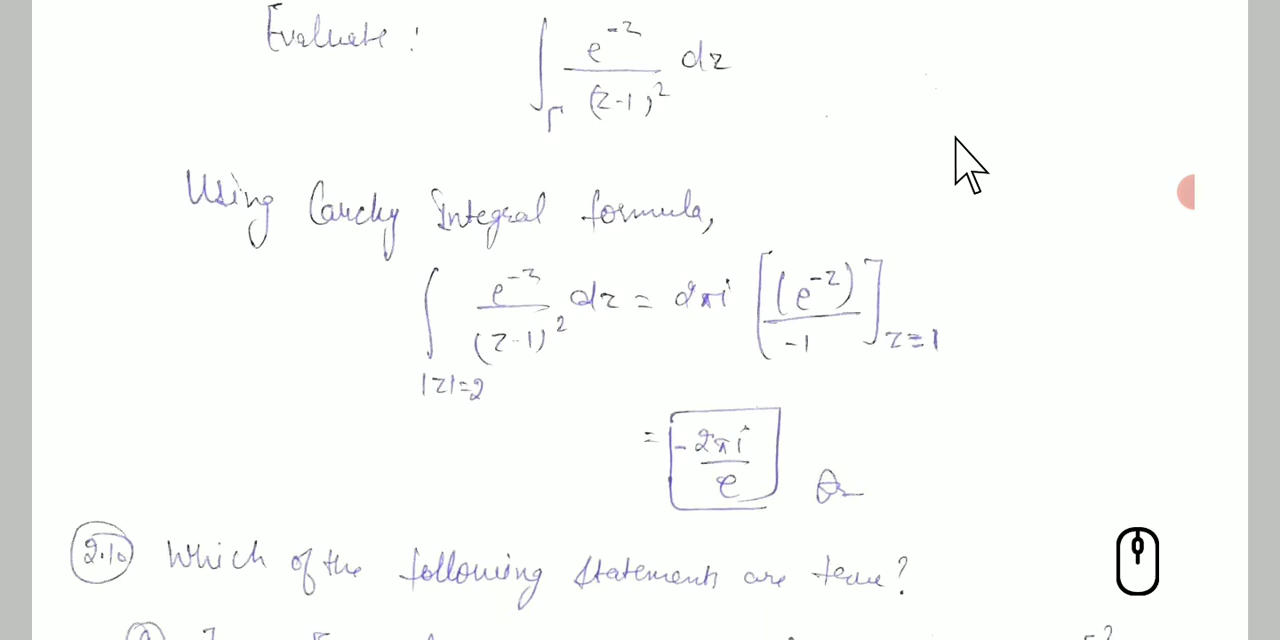 Evaluate : ∫_Γ e^{-z}/(z-1)^2 dz
Using Cauchy Integral formula,
∫_{|z|=2} e^{-z}/(z-1)^2 dz = 2πi [(e^{-z})/-1]_{z=1}
= -2πi/e
2.10 Which of the following statements are true?